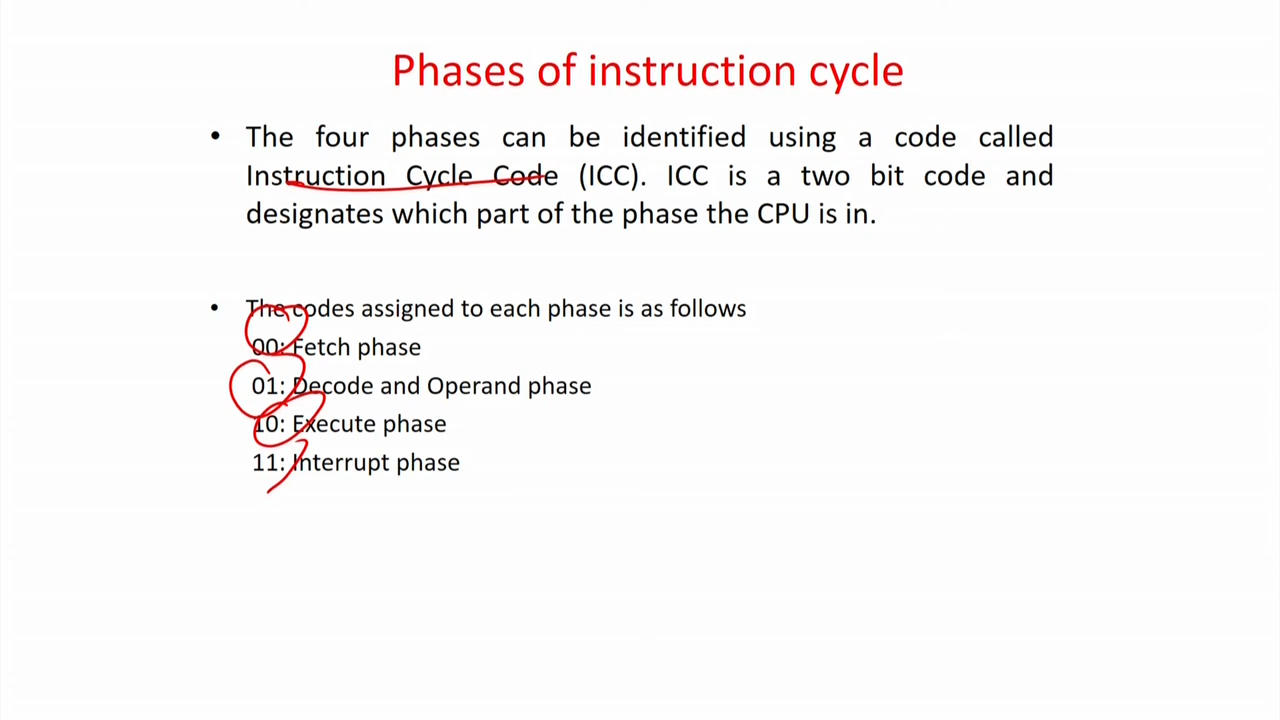 Phases of instruction cycle
• The four phases can be identified using a code called
Instruction Cycle Code (ICC). ICC is a two bit code and
designates which part of the phase the CPU is in.
• The codes assigned to each phase is as follows
00: Fetch phase
01: Decode and Operand phase
10: Execute phase
11: Interrupt phase